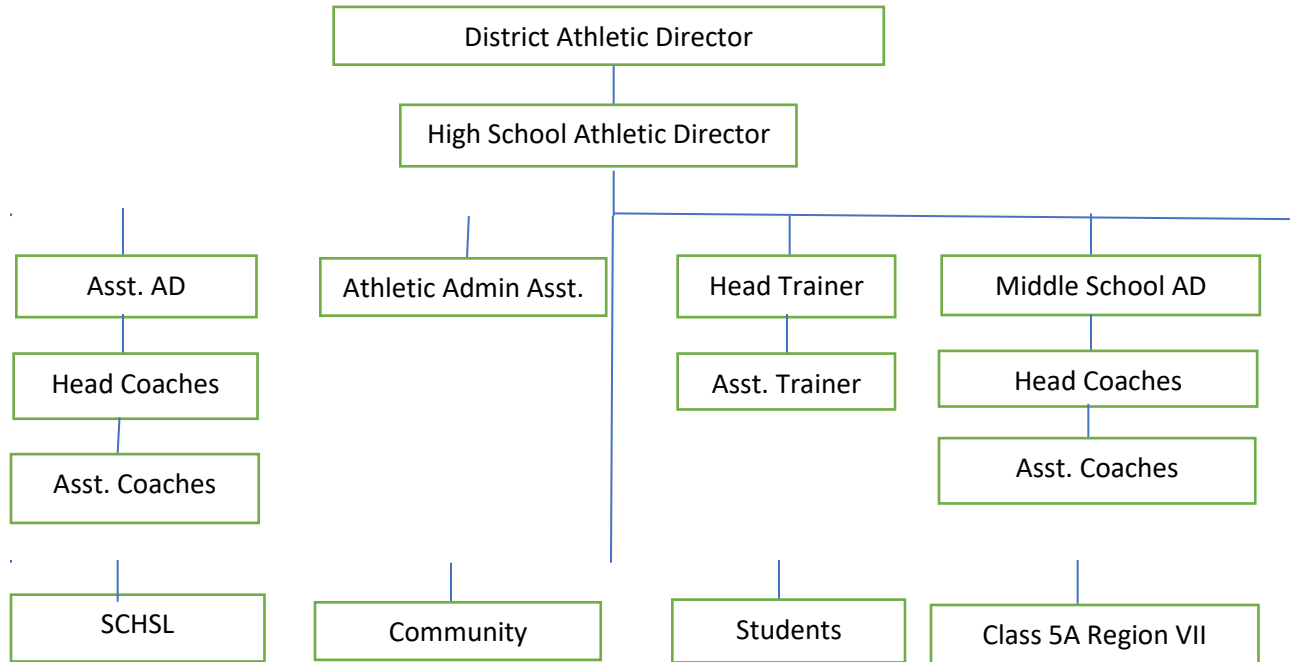 District Athletic Director
High School Athletic Director
Asst. AD
Athletic Admin Asst.
Head Trainer
Middle School AD
Head Coaches
Asst. Trainer
Head Coaches
Asst. Coaches
Asst. Coaches
SCHSL
Community
Students
Class 5A Region VII